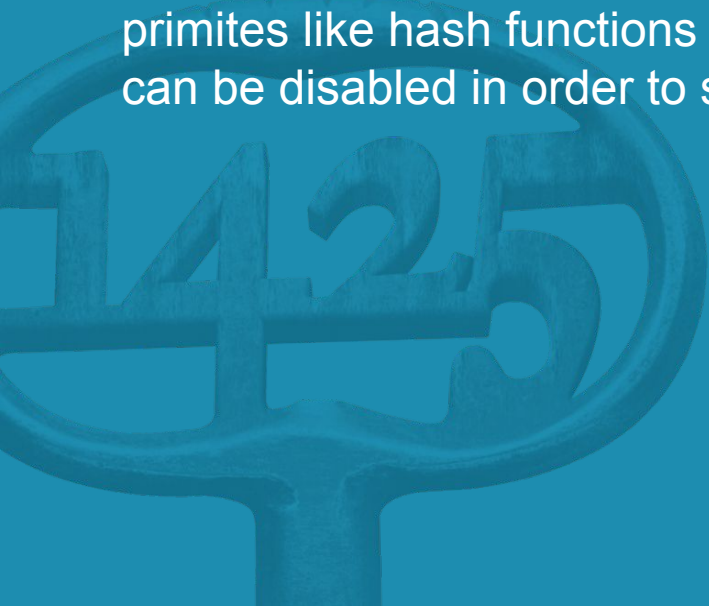 primites like hash functions
can be disabled in order to
1425